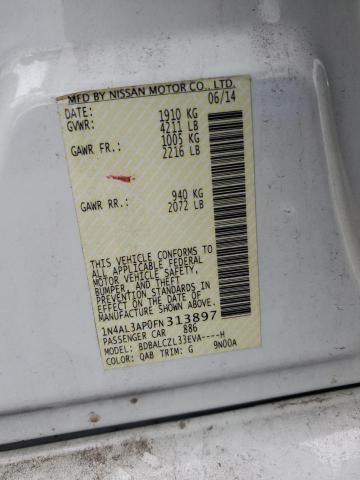 MFD BY NISSAN MOTOR CO., LTD.
DATE: 06/14
GVWR: 1910 KG
4211 LB
GAWR FR.: 1005 KG
2216 LB
GAWR RR.: 940 KG
2072 LB
THIS VEHICLE CONFORMS TO
ALL APPLICABLE FEDERAL
MOTOR VEHICLE SAFETY,
BUMPER, AND THEFT
PREVENTION STANDARDS IN
EFFECT ON THE DATE OF
MANUFACTURE SHOWN ABOVE.
1N4AL3AP0FN313897
PASSENGER CAR 886
MODEL: BDBALCZL33EVA----H
COLOR: QAB TRIM: G 9N00A